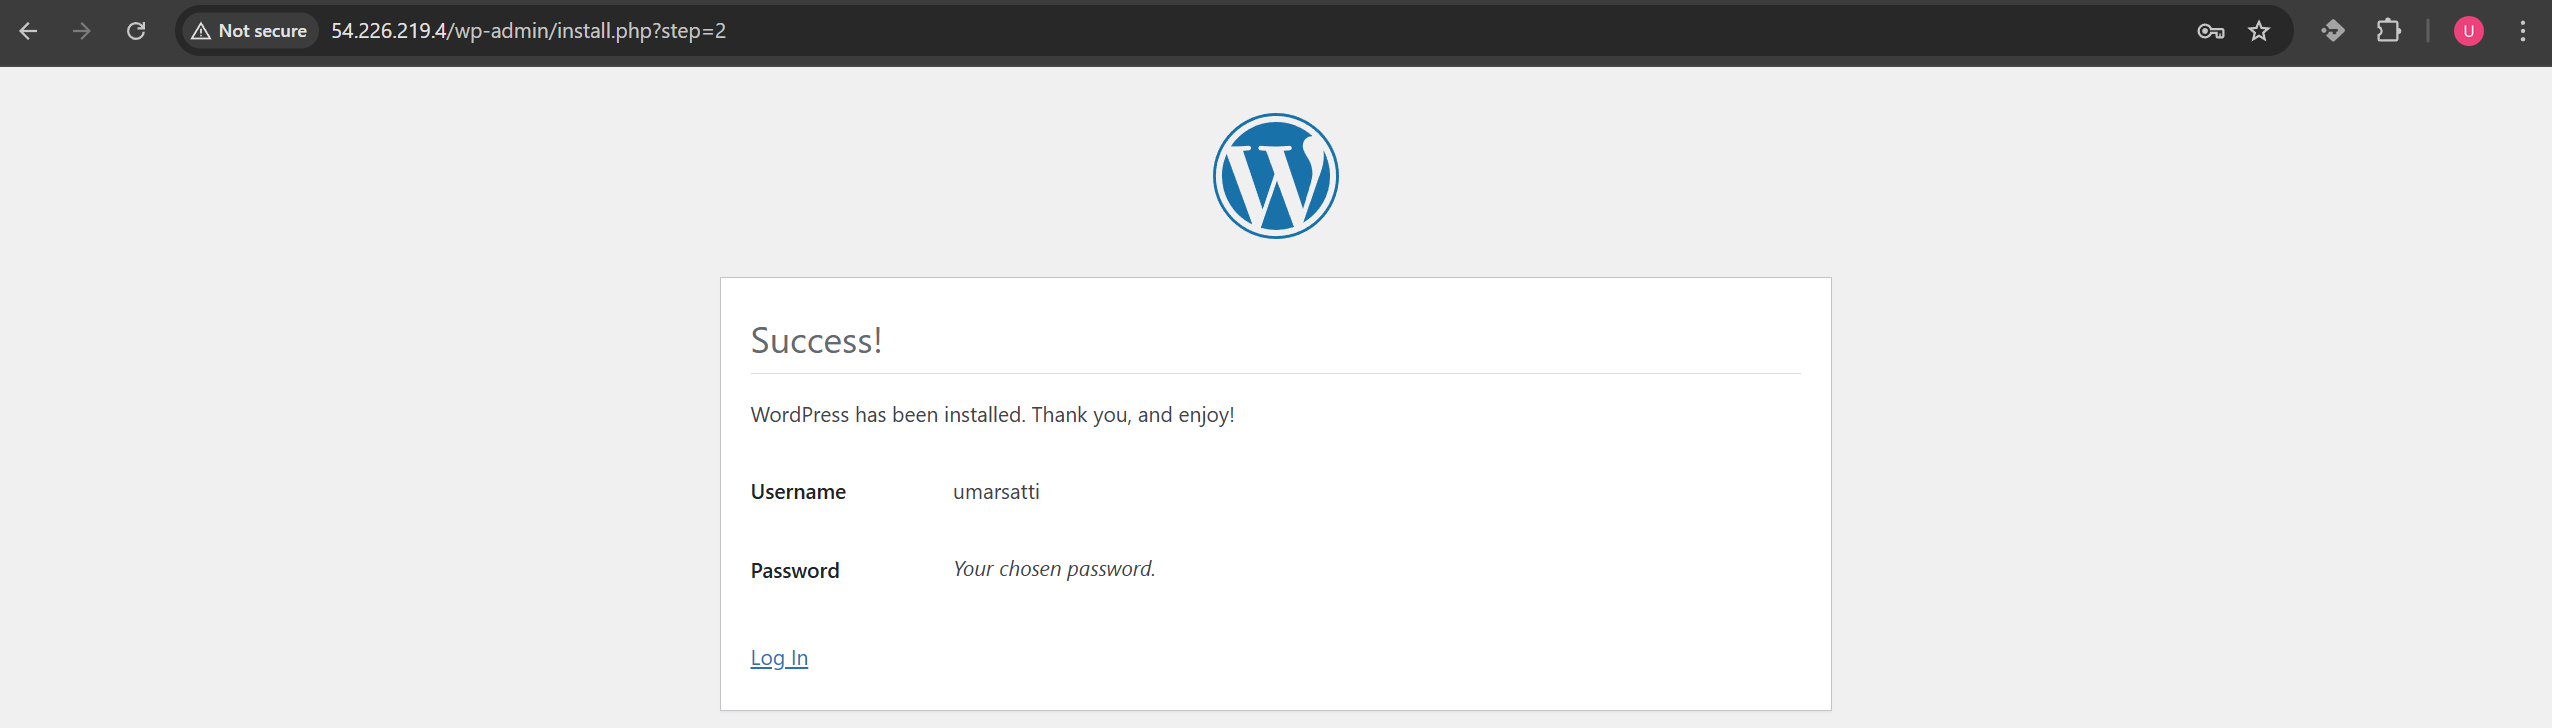 Not secure 54.226.219.4/wp-admin/install.php?step=2 U
W
Success!
WordPress has been installed. Thank you, and enjoy!
Username umarsatti
Password Your chosen password.
Log In